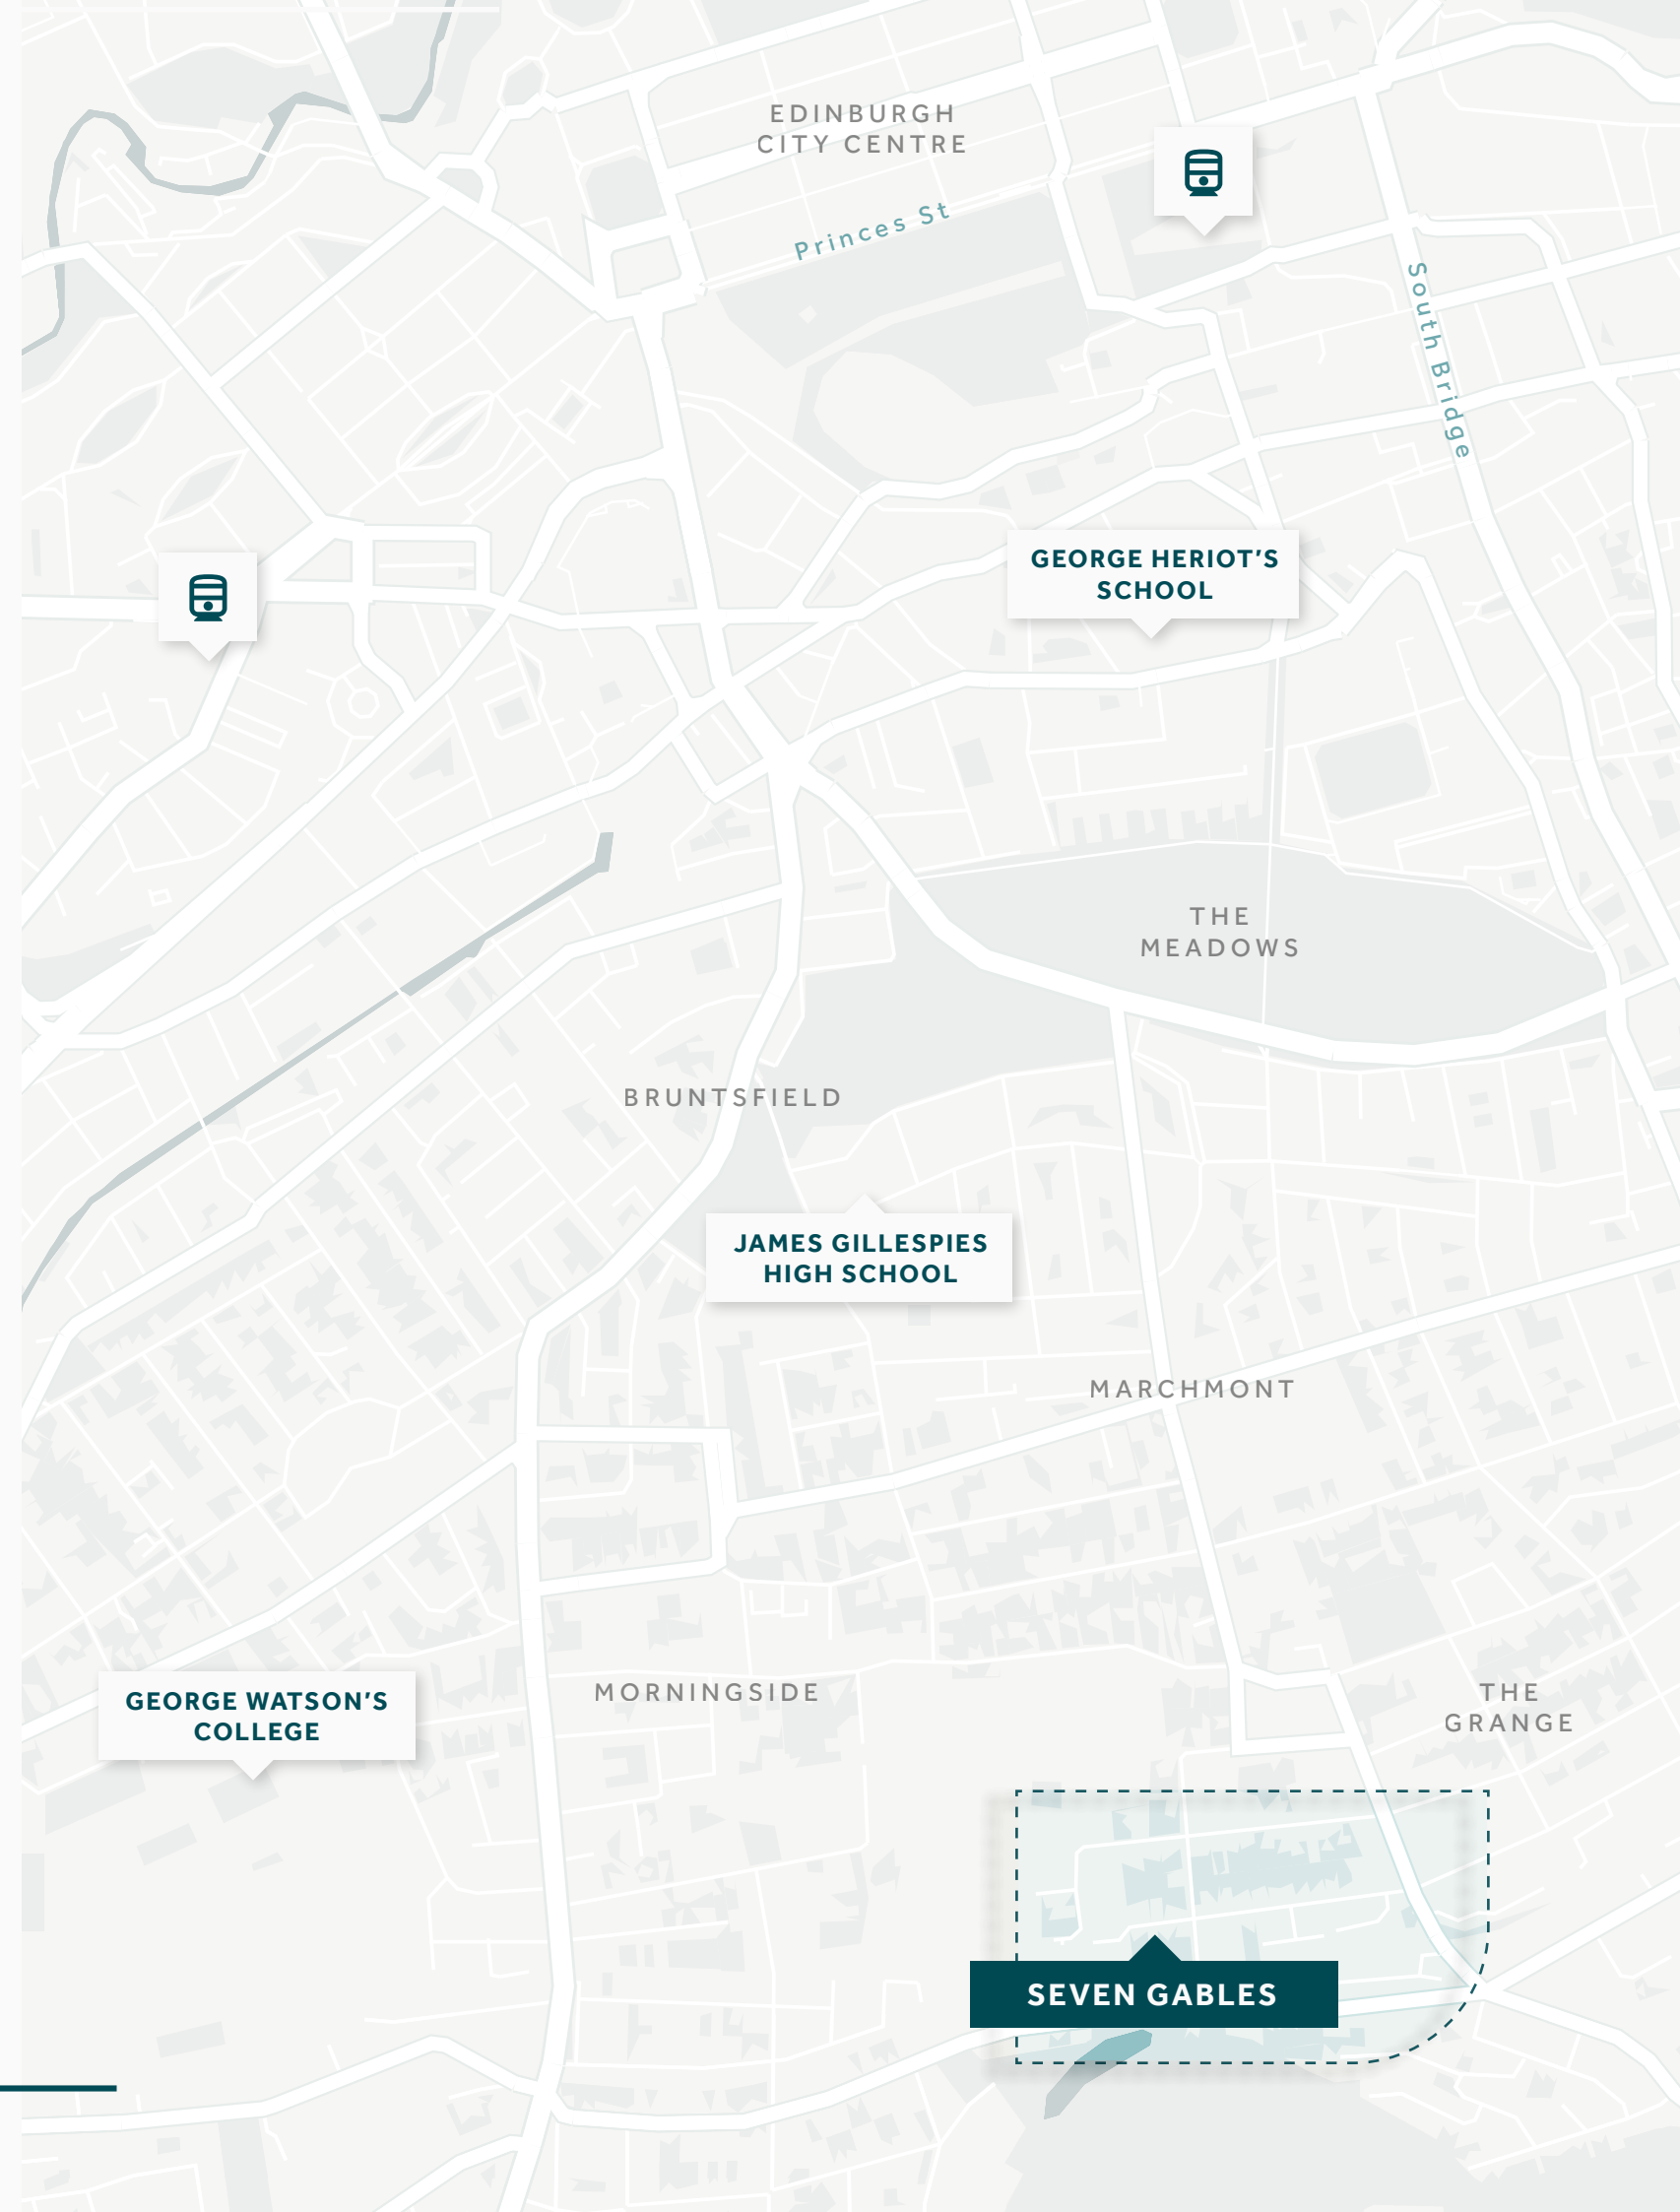 EDINBURGH
CITY CENTRE
Princes St
South Bridge
GEORGE HERIOT'S
SCHOOL
THE
MEADOWS
BRUNTSFIELD
JAMES GILLESPIES
HIGH SCHOOL
MARCHMONT
GEORGE WATSON'S
COLLEGE
MORNINGSIDE
THE
GRANGE
SEVEN GABLES